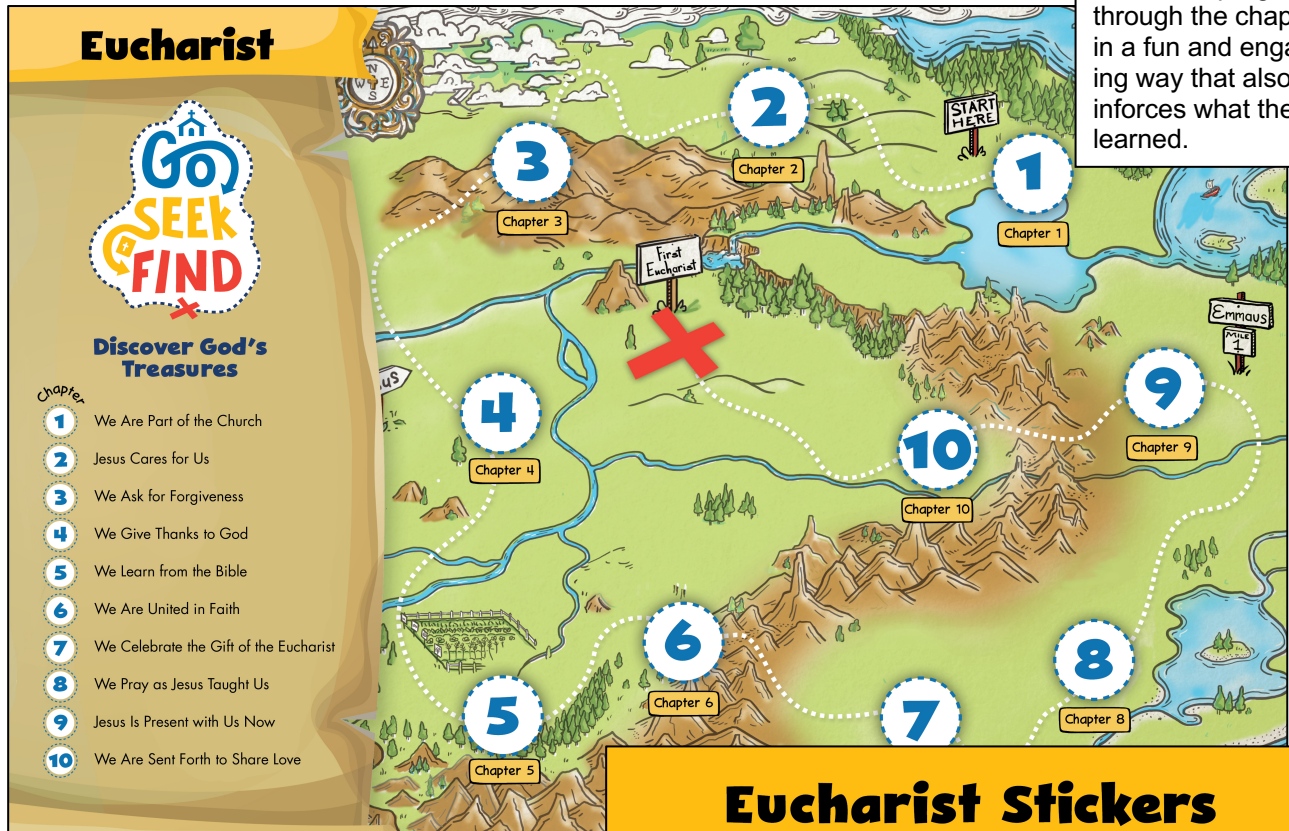 Eucharist
GO
SEEK
FIND
Discover God's
Treasures
Chapter
1 We Are Part of the Church
2 Jesus Cares for Us
3 We Ask for Forgiveness
4 We Give Thanks to God
5 We Learn from the Bible
6 We Are United in Faith
7 We Celebrate the Gift of the Eucharist
8 We Pray as Jesus Taught Us
9 Jesus Is Present with Us Now
10 We Are Sent Forth to Share Love
N
W E
S
START
HERE
1
Chapter 1
2
Chapter 2
3
Chapter 3
First
Eucharist
4
Chapter 4
5
Chapter 5
6
Chapter 6
7
8
Chapter 8
Emmaus
MILE
1
9
Chapter 9
10
Chapter 10
through the chap
in a fun and enga
ing way that also
inforces what the
learned.
Eucharist Stickers